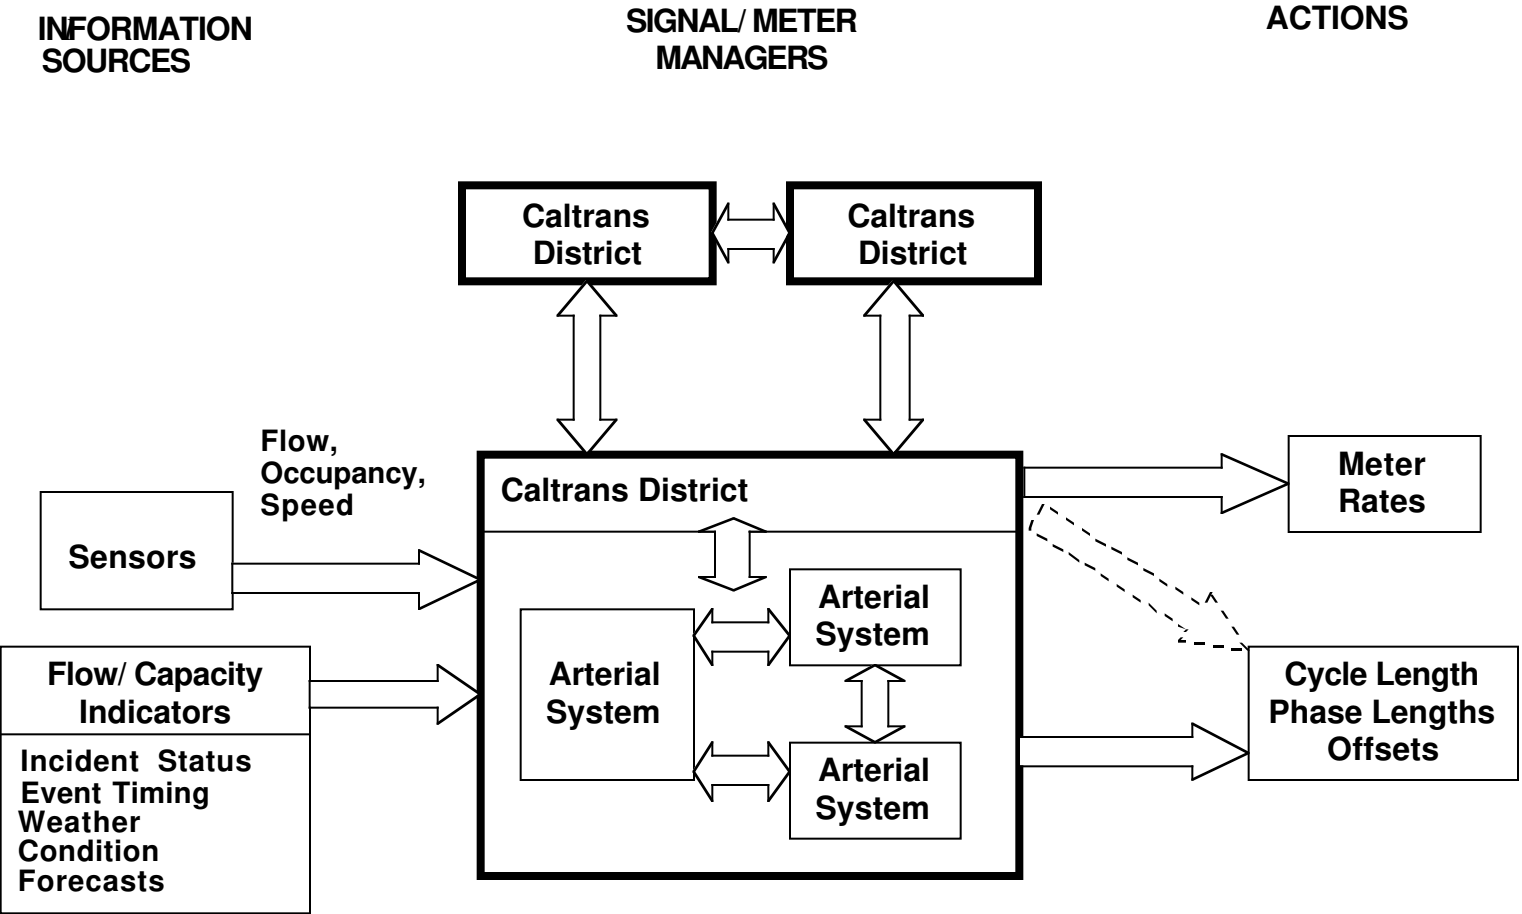 INFORMATION
SOURCES
SIGNAL/ METER
MANAGERS
ACTIONS
Caltrans
District
Caltrans
District
Flow,
Occupancy,
Speed
Sensors
Flow/ Capacity
Indicators
Incident Status
Event Timing
Weather
Condition
Forecasts
Caltrans District
Arterial
System
Arterial
System
Arterial
System
Meter
Rates
Cycle Length
Phase Lengths
Offsets